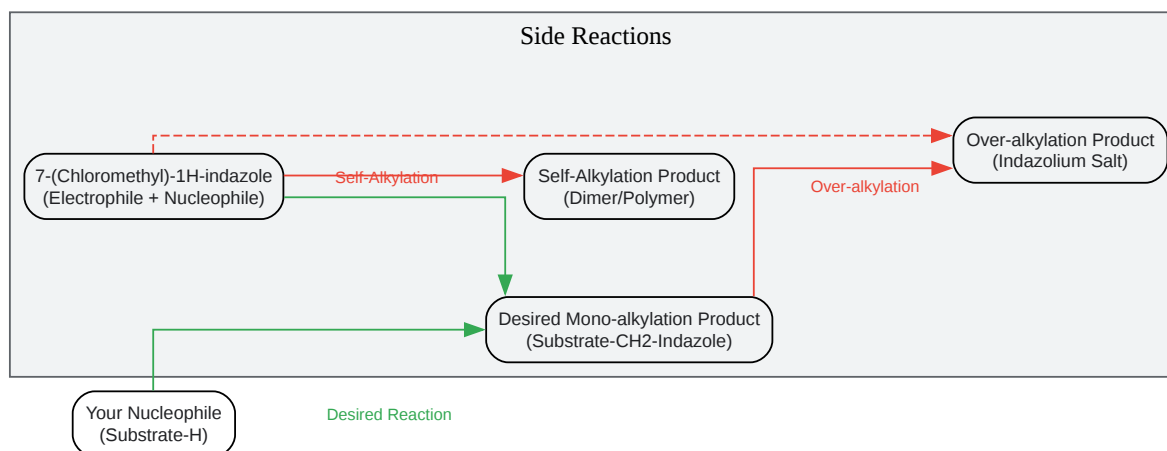 Side Reactions
Over-alkylation Product
(Indazolium Salt)
7-(Chloromethyl)-1H-indazole
(Electrophile + Nucleophile)
Self-Alkylation
Self-Alkylation Product
(Dimer/Polymer)
Over-alkylation
Desired Mono-alkylation Product
(Substrate-CH2-Indazole)
Your Nucleophile
(Substrate-H)
Desired Reaction